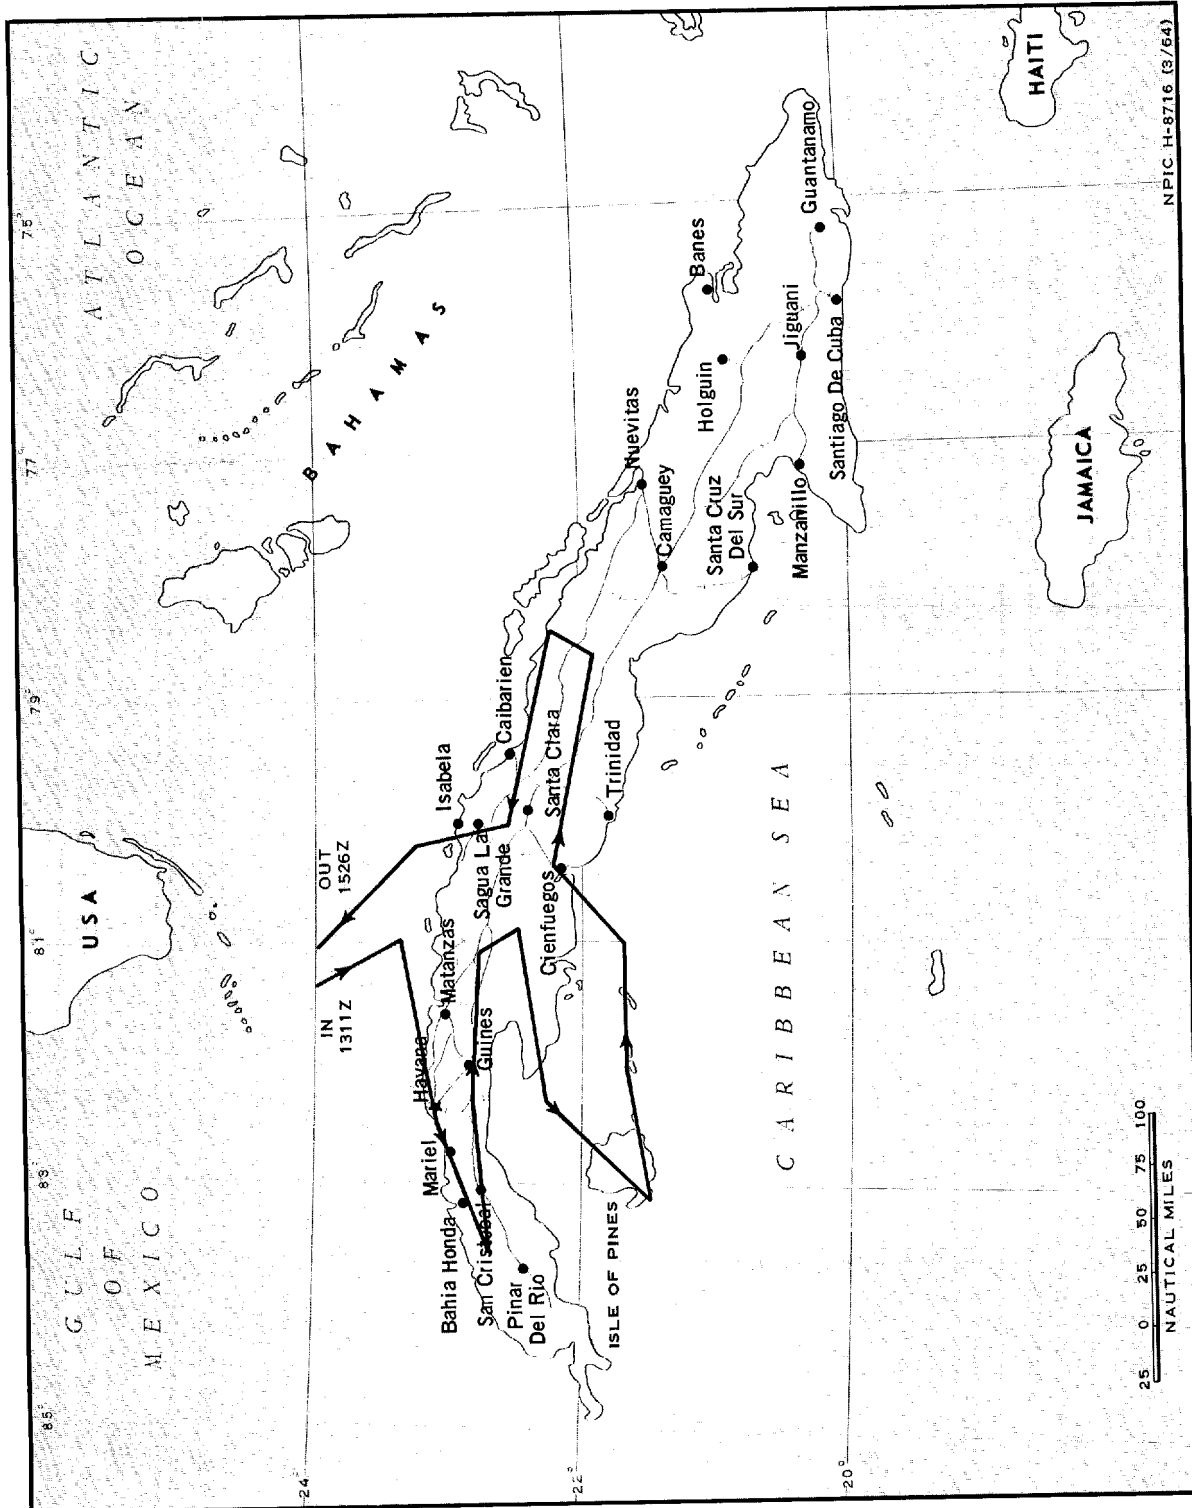 85°
83°
81°
79°
77
75°
GULF
OF
MEXICO
USA
ATLANTIC
OCEAN
BAHAMAS
24°
IN
1311Z
OUT
1526Z
Bahia Honda
Mariel
Havana
Matanzas
Isabela
Caibarien
San Cristobal
Guines
Sagua La
Grande
Santa Clara
Pinar
Del Rio
Cienfuegos
Trinidad
Nuevitas
Camaguey
Holguin
Banes
22°
ISLE OF PINES
Santa Cruz
Del Sur
Manzanillo
Jiguani
Santiago De Cuba
Guantanamo
20°
CARIBBEAN SEA
JAMAICA
HAITI
25 0 25 50 75 100
NAUTICAL MILES
NPIC H-8716 (3/64)